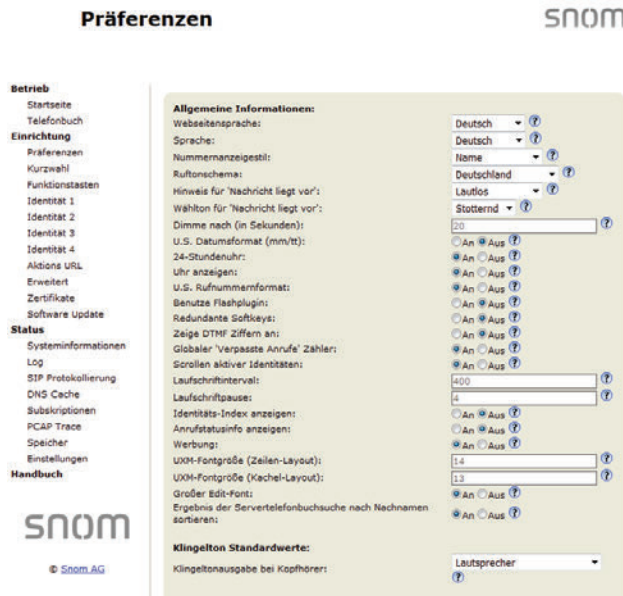 Präferenzen
snom
Betrieb
Startseite
Telefonbuch
Einrichtung
Präferenzen
Kurzwahl
Funktionstasten
Identität 1
Identität 2
Identität 3
Identität 4
Aktions URL
Erweitert
Zertifikate
Software Update
Status
Systeminformationen
Log
SIP Protokollierung
DNS Cache
Subskriptionen
PCAP Trace
Speicher
Einstellungen
Handbuch
snom
© Snom AG
Allgemeine Informationen:
Webseitensprache: Deutsch ?
Sprache: Deutsch ?
Nummernanzeigstil: Name ?
Ruftonschema: Deutschland ?
Hinweis für 'Nachricht liegt vor': Lautlos ?
Wählton für 'Nachricht liegt vor': Stotternd ?
Dimme nach (in Sekunden): 20 ?
U.S. Datumsformat (mm/tt): An Aus ?
24-Stundenuhr: An Aus ?
Uhr anzeigen: An Aus ?
U.S. Rufnummernformat: An Aus ?
Benutze Flashplugin: An Aus ?
Redundante Softkeys: An Aus ?
Zeige DTMF Ziffern an: An Aus ?
Globaler 'Verpasste Anrufe' Zähler: An Aus ?
Scrollen aktiver Identitäten: An Aus ?
Laufschriftinterval: 400 ?
Laufschriftpause: 4 ?
Identitäts-Index anzeigen: An Aus ?
Anrufstatusinfo anzeigen: An Aus ?
Werbung: An Aus ?
UXM-Fontgröße (Zeilen-Layout): 14 ?
UXM-Fontgröße (Kachel-Layout): 13 ?
Großer Edit-Font: An Aus ?
Ergebnis der Servertelefonbuchsuche nach Nachnamen
sortieren: An Aus ?
Klingelton Standardwerte:
Klingeltonausgabe bei Kopfhörer: Lautsprecher
?